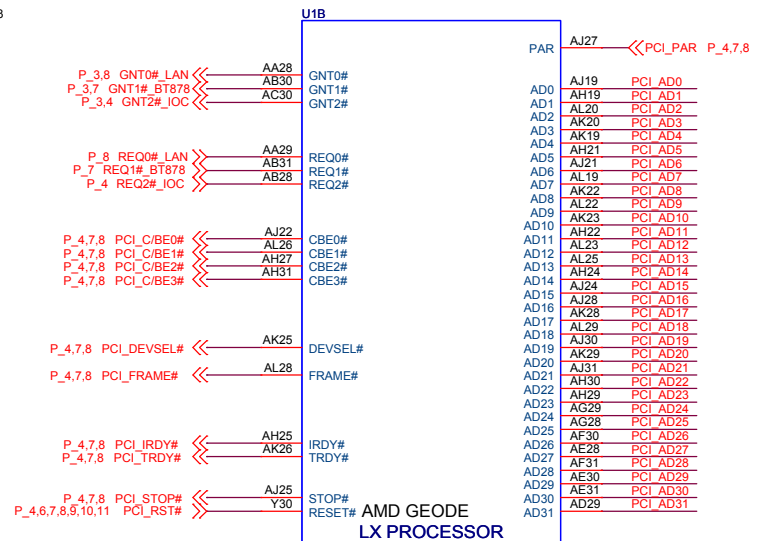 3
U1B
P_3,8 GNT0#_LAN AA28 GNT0#
P_3,7 GNT1#_BT878 AB30 GNT1#
P_3,4 GNT2#_IOC AC30 GNT2#
P_8 REQ0#_LAN AA29 REQ0#
P_7 REQ1#_BT878 AB31 REQ1#
P_4 REQ2#_IOC AB28 REQ2#
P_4,7,8 PCI_C/BE0# AJ22 CBE0#
P_4,7,8 PCI_C/BE1# AL26 CBE1#
P_4,7,8 PCI_C/BE2# AH27 CBE2#
P_4,7,8 PCI_C/BE3# AH31 CBE3#
P_4,7,8 PCI_DEVSEL# AK25 DEVSEL#
P_4,7,8 PCI_FRAME# AL28 FRAME#
P_4,7,8 PCI_IRDY# AH25 IRDY#
P_4,7,8 PCI_TRDY# AK26 TRDY#
P_4,7,8 PCI_STOP# AJ25 STOP#
P_4,6,7,8,9,10,11 PCI_RST# Y30 RESET#
PAR AJ27 PCI_PAR P_4,7,8
AD0 AJ19 PCI_AD0
AD1 AH19 PCI_AD1
AD2 AL20 PCI_AD2
AD3 AK20 PCI_AD3
AD4 AK19 PCI_AD4
AD5 AH21 PCI_AD5
AD6 AJ21 PCI_AD6
AD7 AL19 PCI_AD7
AD8 AK22 PCI_AD8
AD9 AL22 PCI_AD9
AD10 AK23 PCI_AD10
AD11 AH22 PCI_AD11
AD12 AL23 PCI_AD12
AD13 AL25 PCI_AD13
AD14 AH24 PCI_AD14
AD15 AJ24 PCI_AD15
AD16 AJ28 PCI_AD16
AD17 AK28 PCI_AD17
AD18 AL29 PCI_AD18
AD19 AJ30 PCI_AD19
AD20 AK29 PCI_AD20
AD21 AJ31 PCI_AD21
AD22 AH30 PCI_AD22
AD23 AH29 PCI_AD23
AD24 AG29 PCI_AD24
AD25 AG28 PCI_AD25
AD26 AF30 PCI_AD26
AD27 AE28 PCI_AD27
AD28 AF31 PCI_AD28
AD29 AE30 PCI_AD29
AD30 AE31 PCI_AD30
AD31 AD29 PCI_AD31
AMD GEODE
LX PROCESSOR